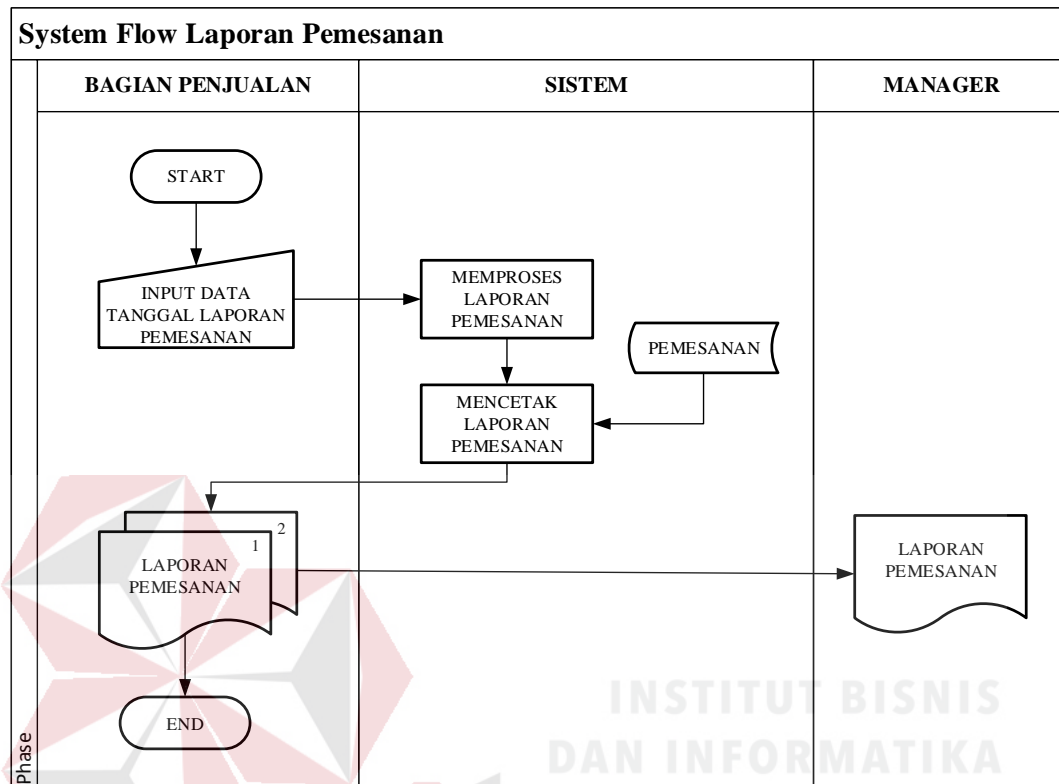 System Flow Laporan Pemesanan
BAGIAN PENJUALAN
SISTEM
MANAGER
START
INPUT DATA
TANGGAL LAPORAN
PEMESANAN
MEMPROSES
LAPORAN
PEMESANAN
PEMESANAN
MENCETAK
LAPORAN
PEMESANAN
2
1
LAPORAN
PEMESANAN
LAPORAN
PEMESANAN
END
Phase
INSTITUT BISNIS
DAN INFORMATIKA